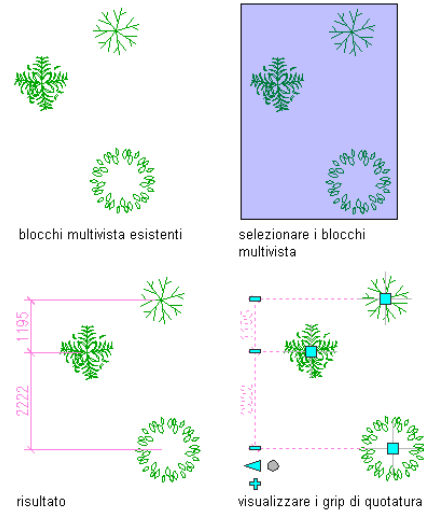 blocchi multivista esistenti
selezionare i blocchi
multivista
1195
2222
risultato
visualizzare i grip di quotatura